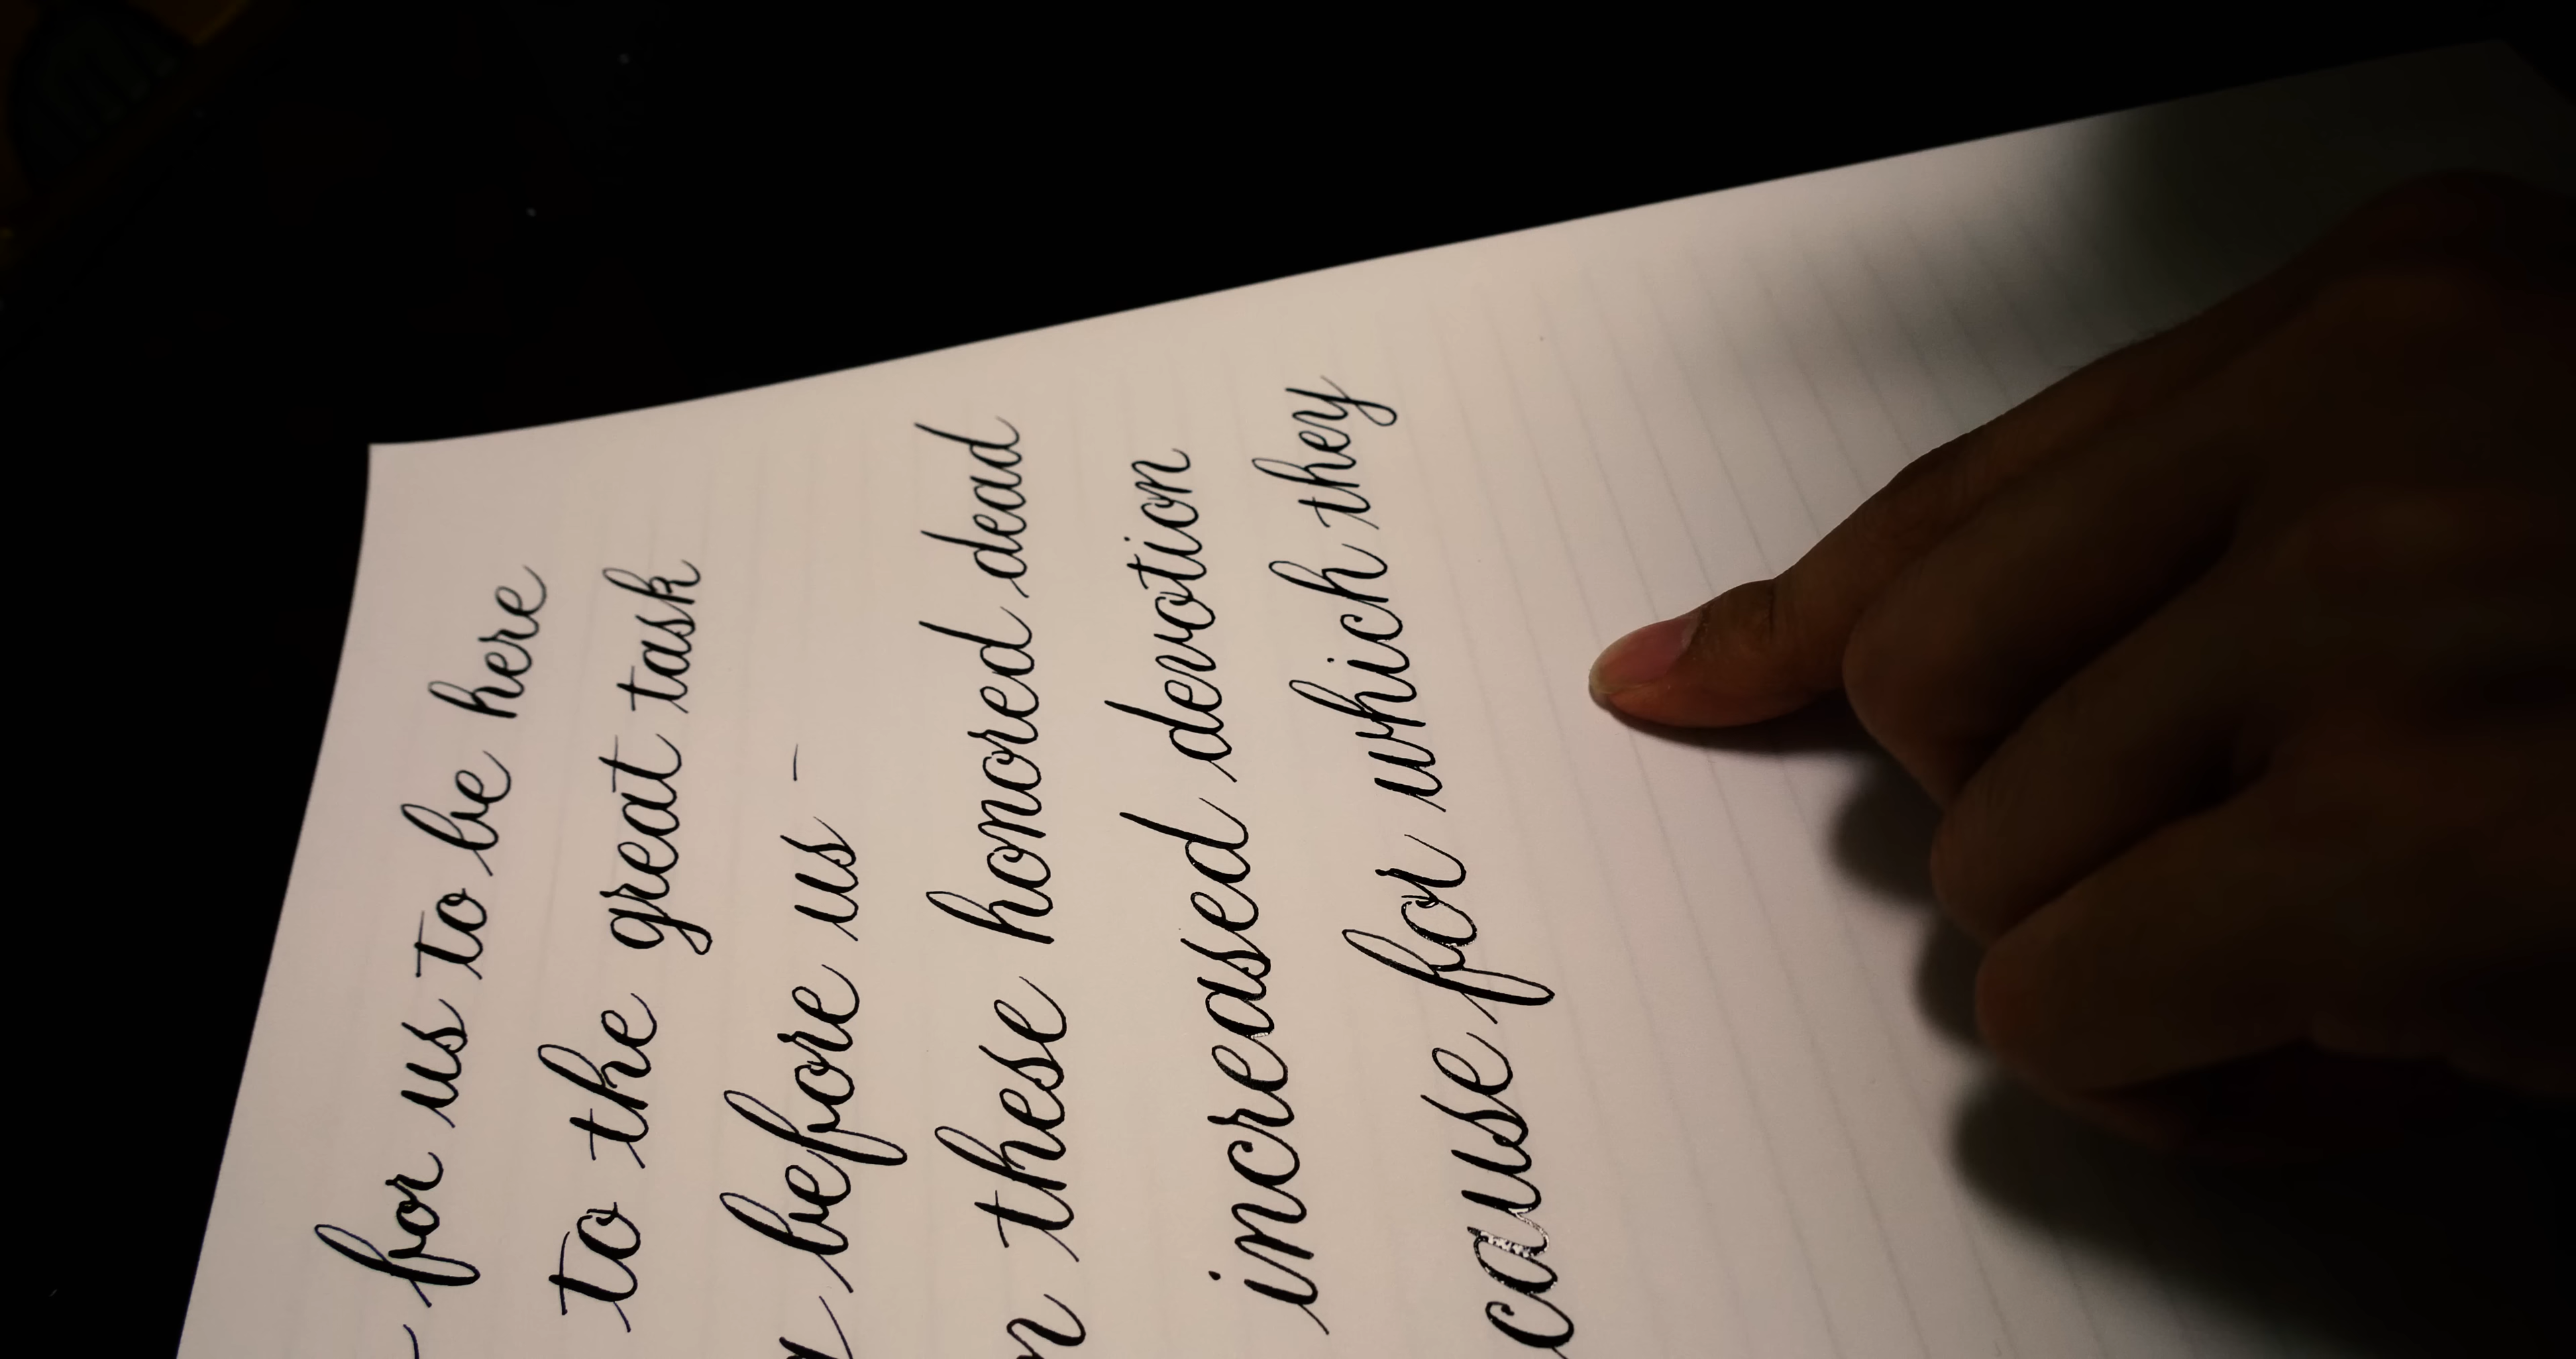 – for us to be here
to the great task
before us –
these honored dead
increased devotion
cause for which they